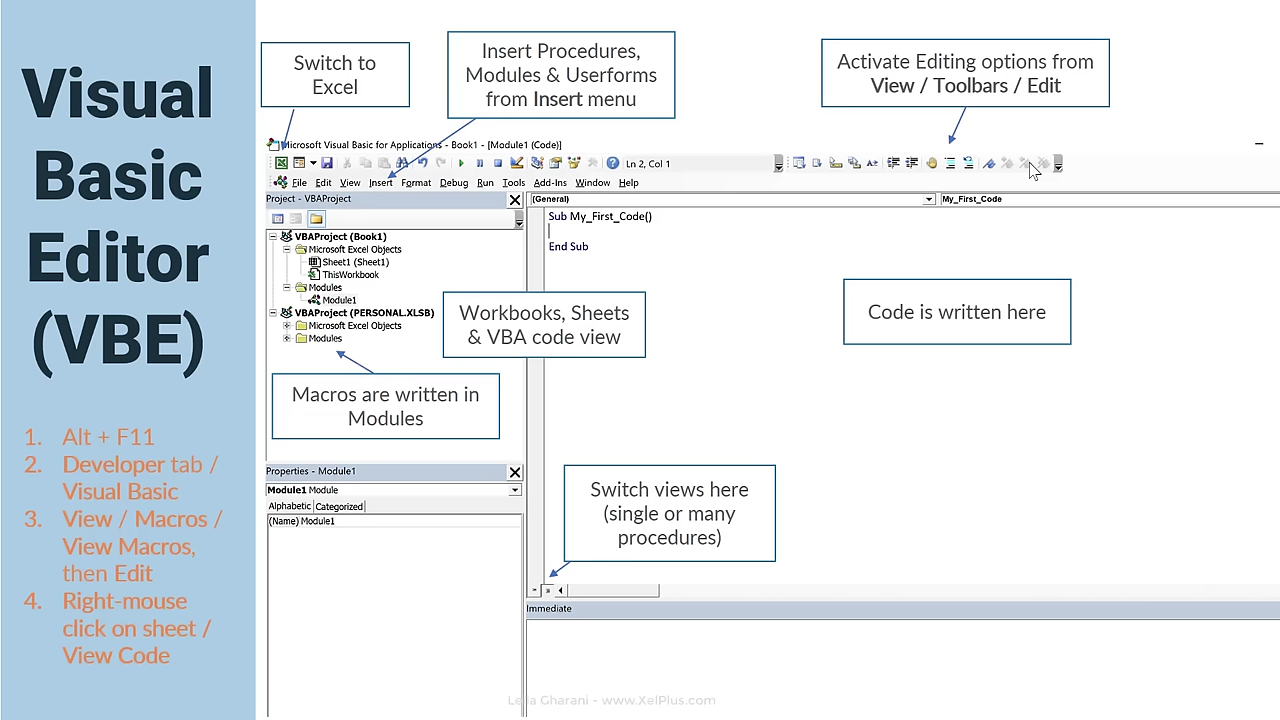 Visual
Basic
Editor
(VBE)
1. Alt + F11
2. Developer tab /
Visual Basic
3. View / Macros /
View Macros,
then Edit
4. Right-mouse
click on sheet /
View Code
Switch to
Excel
Insert Procedures,
Modules & Userforms
from Insert menu
Activate Editing options from
View / Toolbars / Edit
Microsoft Visual Basic for Applications - Book1 - [Module1 (Code)]
Ln 2, Col 1
File Edit View Insert Format Debug Run Tools Add-Ins Window Help
Project - VBAProject
VBAProject (Book1)
Microsoft Excel Objects
Sheet1 (Sheet1)
ThisWorkbook
Modules
Module1
VBAProject (PERSONAL.XLSB)
Microsoft Excel Objects
Modules
Workbooks, Sheets
& VBA code view
Macros are written in
Modules
Properties - Module1
Module1 Module
Alphabetic Categorized
(Name) Module1
(General)
My_First_Code
Sub My_First_Code()
End Sub
Code is written here
Switch views here
(single or many
procedures)
Immediate
Leila Gharani - www.XelPlus.com